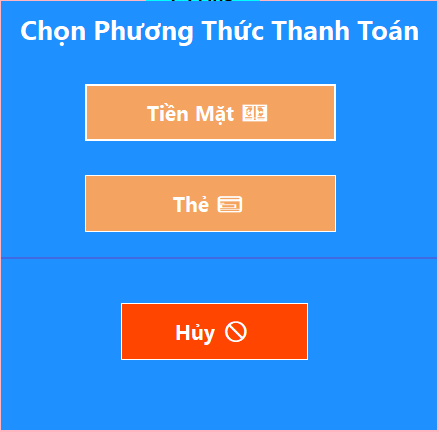 Chọn Phương Thức Thanh Toán
Tiền Mặt 💵
Thẻ 💳
Hủy 🚫